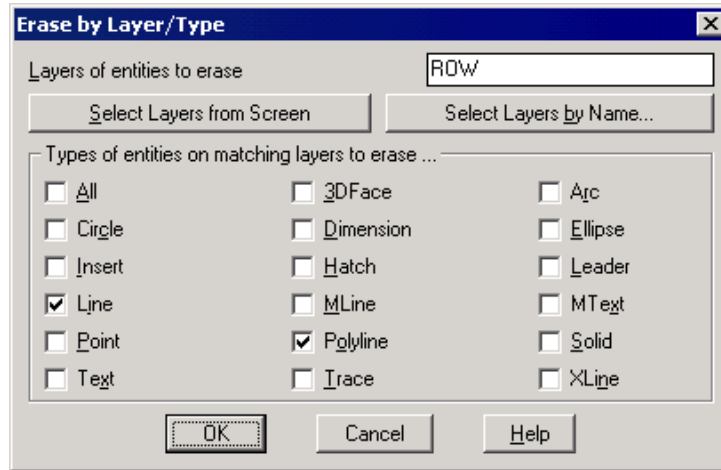 Erase by Layer/Type
Layers of entities to erase ROW
Select Layers from Screen Select Layers by Name...
Types of entities on matching layers to erase ...
All 3DFace Arc
Circle Dimension Ellipse
Insert Hatch Leader
Line MLine MText
Point Polyline Solid
Text Trace XLine
OK Cancel Help